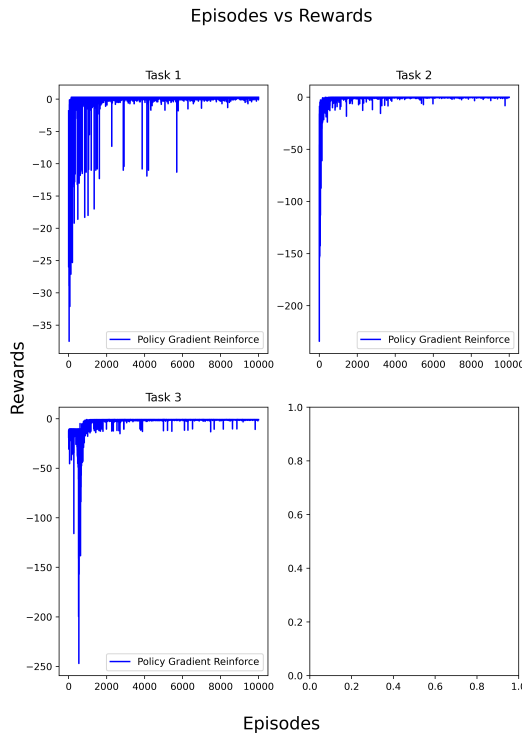 Episodes vs Rewards
Task 1
0
−5
−10
−15
−20
−25
−30
−35
0 2000 4000 6000 8000 10000
Policy Gradient Reinforce
Task 2
0
−50
−100
−150
−200
0 2000 4000 6000 8000 10000
Policy Gradient Reinforce
Rewards
Task 3
0
−50
−100
−150
−200
−250
0 2000 4000 6000 8000 10000
Policy Gradient Reinforce
1.0
0.8
0.6
0.4
0.2
0.0
0.0 0.2 0.4 0.6 0.8 1.0
Episodes